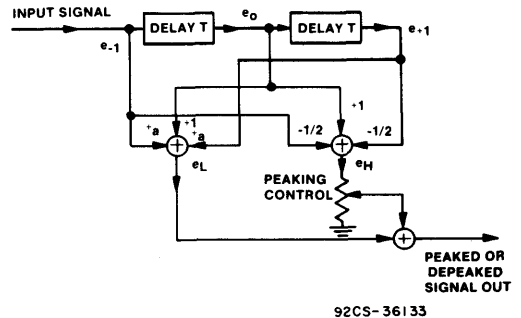 INPUT SIGNAL
e-1
DELAY T
eo
DELAY T
e+1
+a
+1
+a
-1/2
+1
-1/2
eL
eH
PEAKING
CONTROL
PEAKED OR
DEPEAKED
SIGNAL OUT
92CS-36133